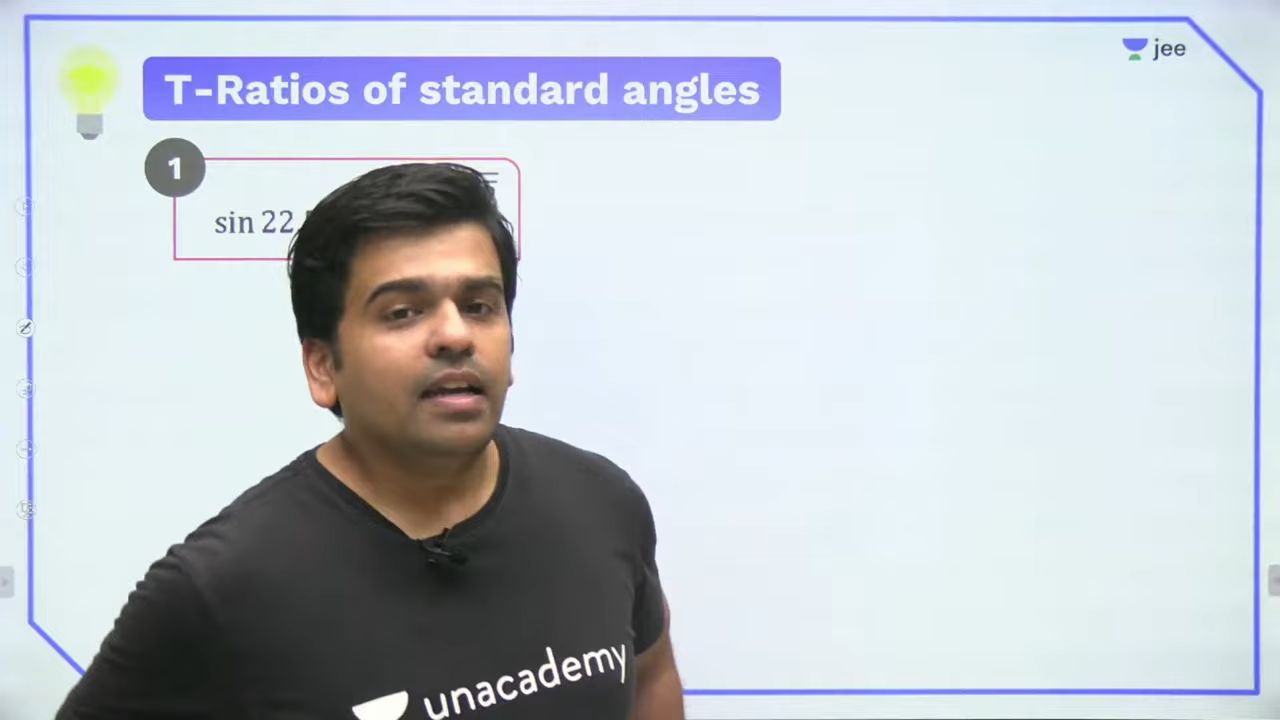 jee
T-Ratios of standard angles
1
sin 22.
unacademy